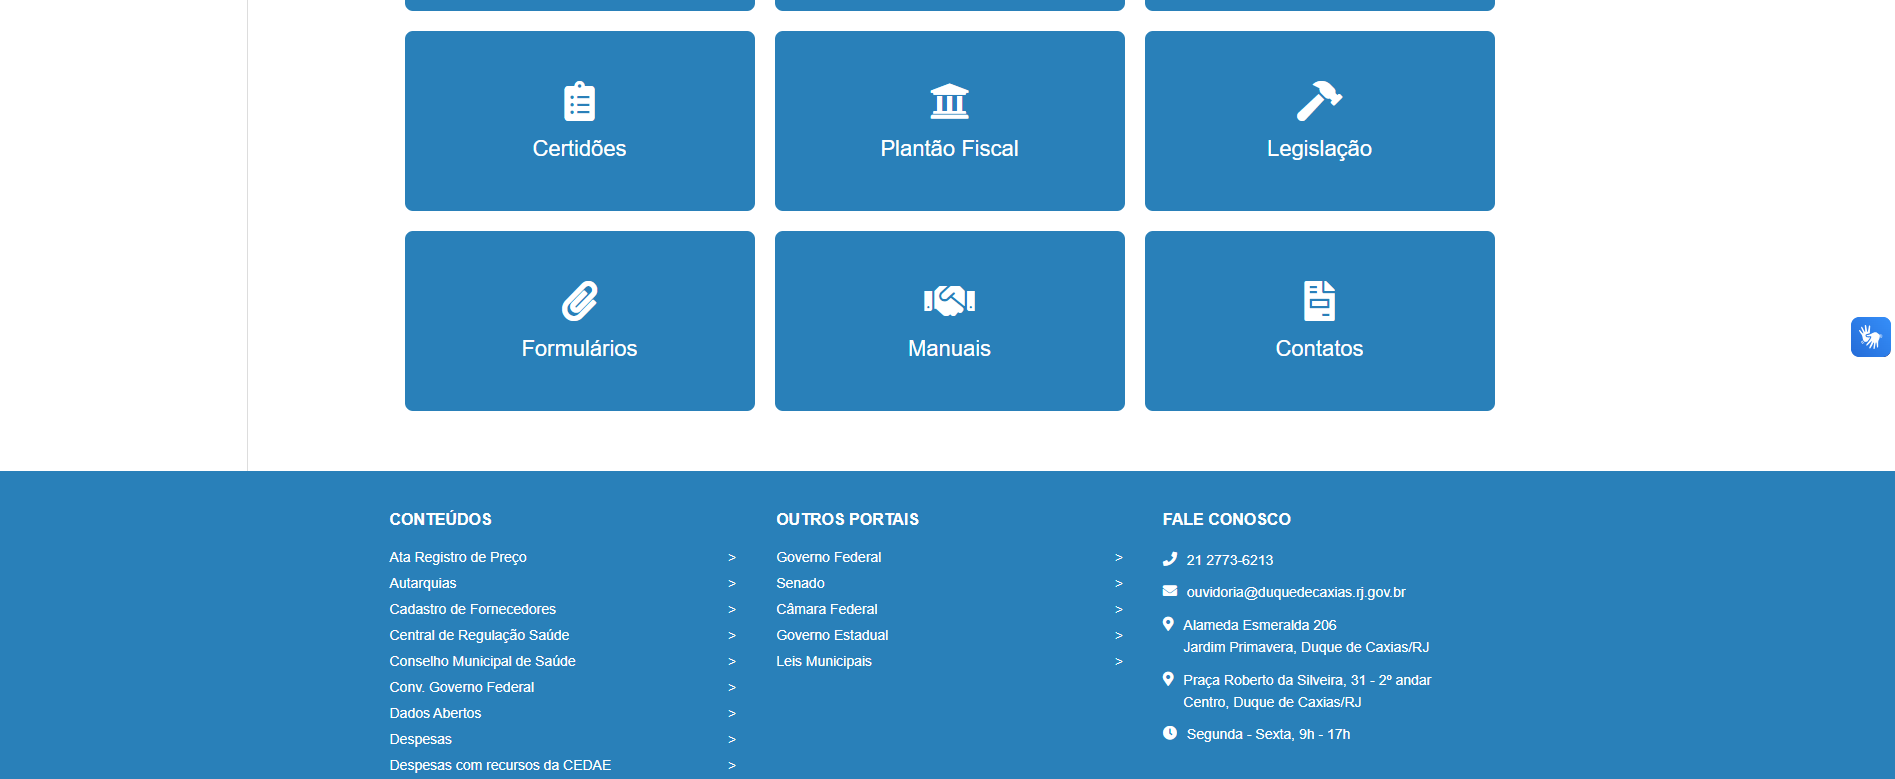 Certidões
Plantão Fiscal
Legislação
Formulários
Manuais
Contatos
CONTEÚDOS
Ata Registro de Preço >
Autarquias >
Cadastro de Fornecedores >
Central de Regulação Saúde >
Conselho Municipal de Saúde >
Conv. Governo Federal >
Dados Abertos >
Despesas >
Despesas com recursos da CEDAE >
OUTROS PORTAIS
Governo Federal >
Senado >
Câmara Federal >
Governo Estadual >
Leis Municipais >
FALE CONOSCO
21 2773-6213
ouvidoria@duquedecaxias.rj.gov.br
Alameda Esmeralda 206
Jardim Primavera, Duque de Caxias/RJ
Praça Roberto da Silveira, 31 - 2º andar
Centro, Duque de Caxias/RJ
Segunda - Sexta, 9h - 17h